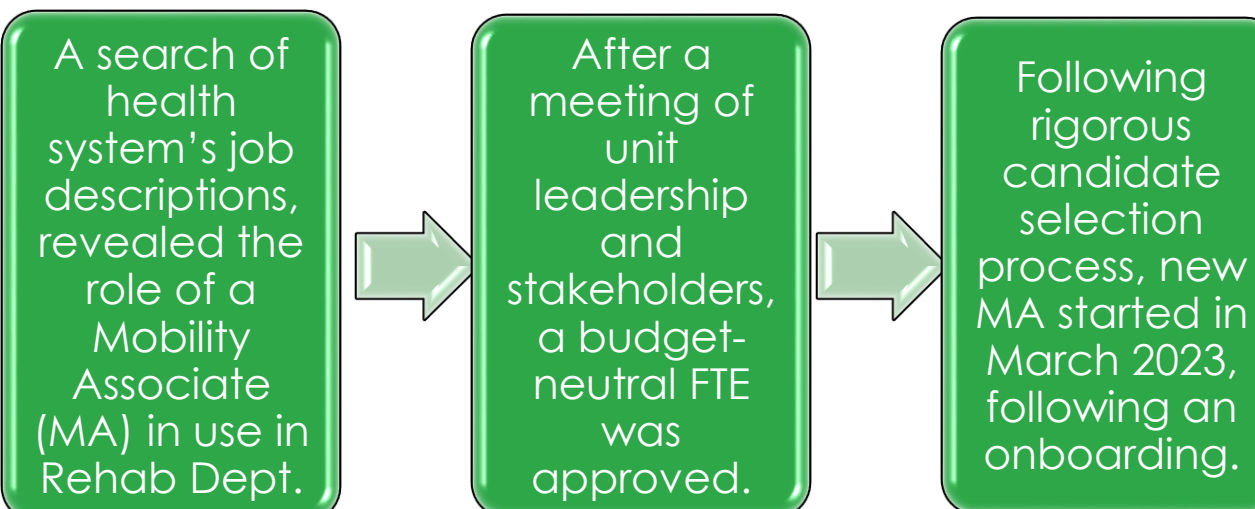 A search of
health
system’s job
descriptions,
revealed the
role of a
Mobility
Associate
(MA) in use in
Rehab Dept.
After a
meeting of
unit
leadership
and
stakeholders,
a budget-
neutral FTE
was
approved.
Following
rigorous
candidate
selection
process, new
MA started in
March 2023,
following an
onboarding.